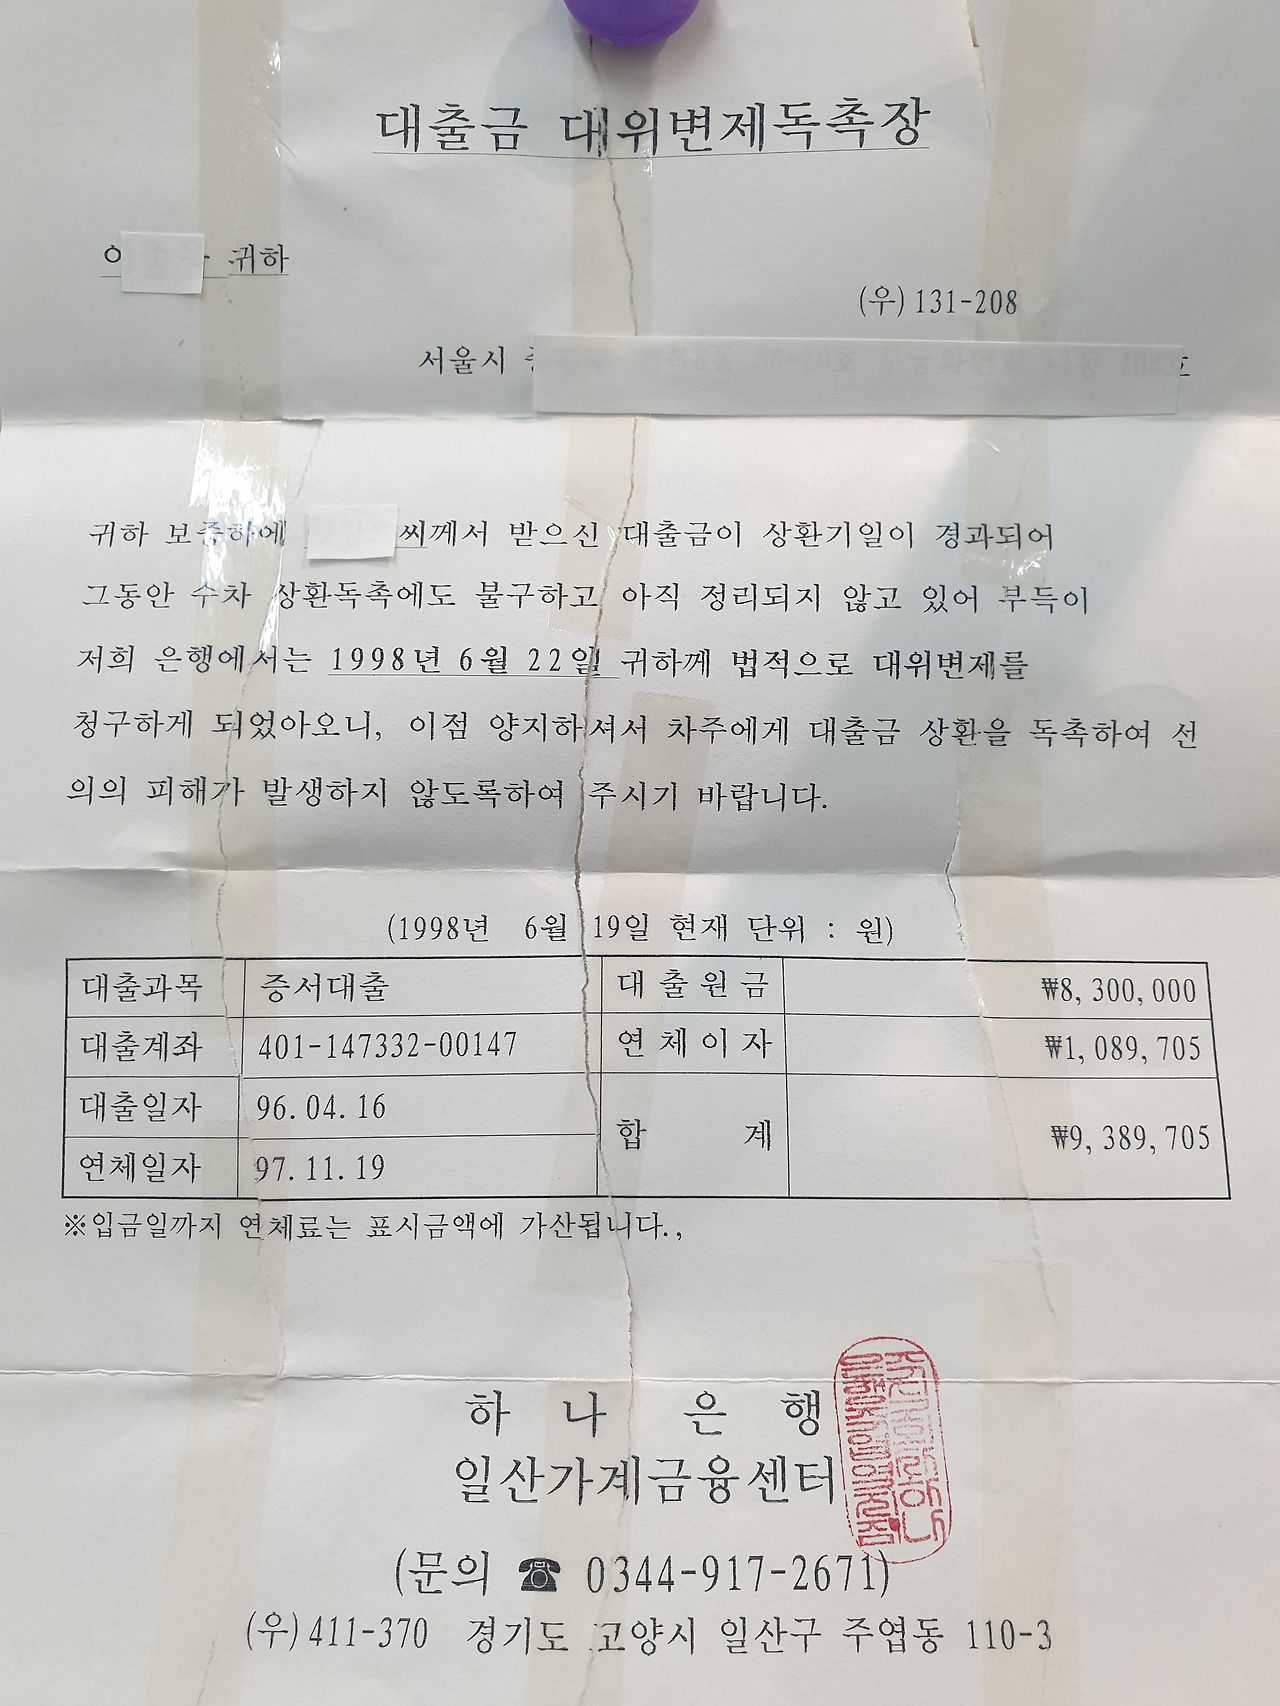 대출금 대위변제독촉장
이 귀하
(우)131-208
서울시
귀하 보증하에 씨께서 받으신 대출금이 상환기일이 경과되어
그동안 수차 상환독촉에도 불구하고 아직 정리되지 않고 있어 부득이
저희 은행에서는 1998년 6월 22일 귀하께 법적으로 대위변제를
청구하게 되었아오니, 이점 양지하셔서 차주에게 대출금 상환을 독촉하여 선
의의 피해가 발생하지 않도록하여 주시기 바랍니다.
(1998년 6월 19일 현재 단위 : 원)
대출과목 증서대출 대출원금 ₩8,300,000
대출계좌 401-147332-00147 연체이자 ₩1,089,705
대출일자 96.04.16 합 계 ₩9,389,705
연체일자 97.11.19
※입금일까지 연체료는 표시금액에 가산됩니다.,
하 나 은 행
일산가계금융센터
(문의 ☎ 0344-917-2671)
(우)411-370 경기도 고양시 일산구 주엽동 110-3